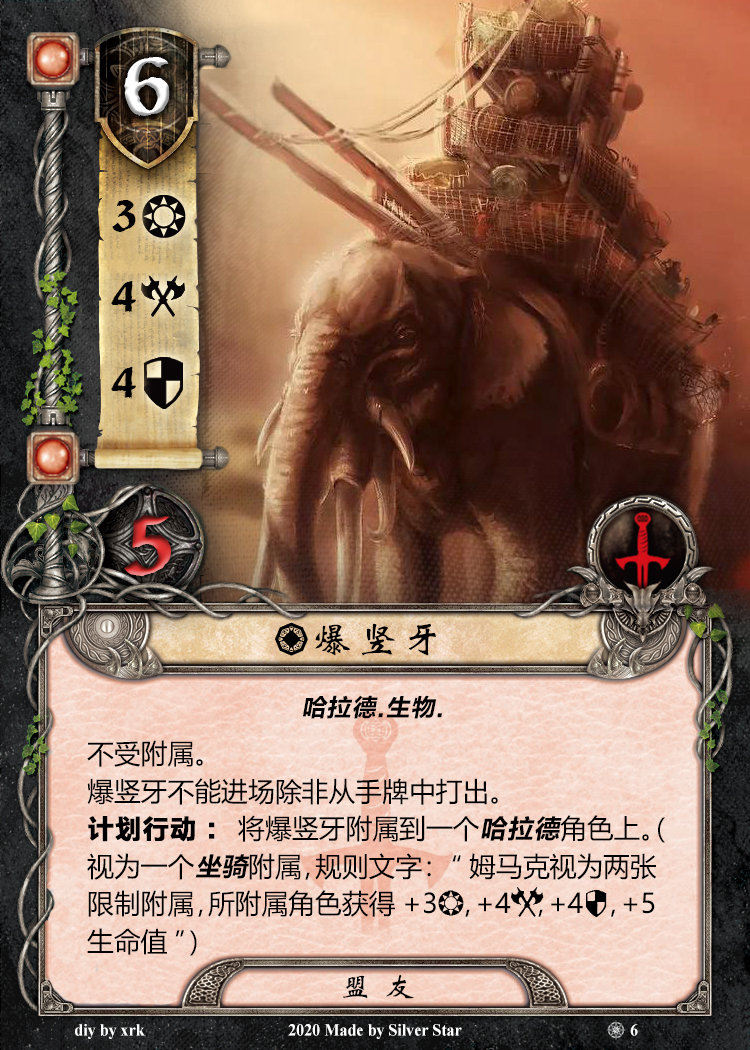 6
3
4
4
5
爆竖牙
哈拉德.生物.
不受附属。
爆竖牙不能进场除非从手牌中打出。
计划行动： 将爆竖牙附属到一个哈拉德角色上。(
视为一个坐骑附属,规则文字：“姆马克视为两张
限制附属,所附属角色获得 +3, +4, +4, +5
生命值”)
盟友
diy by xrk
2020 Made by Silver Star
6